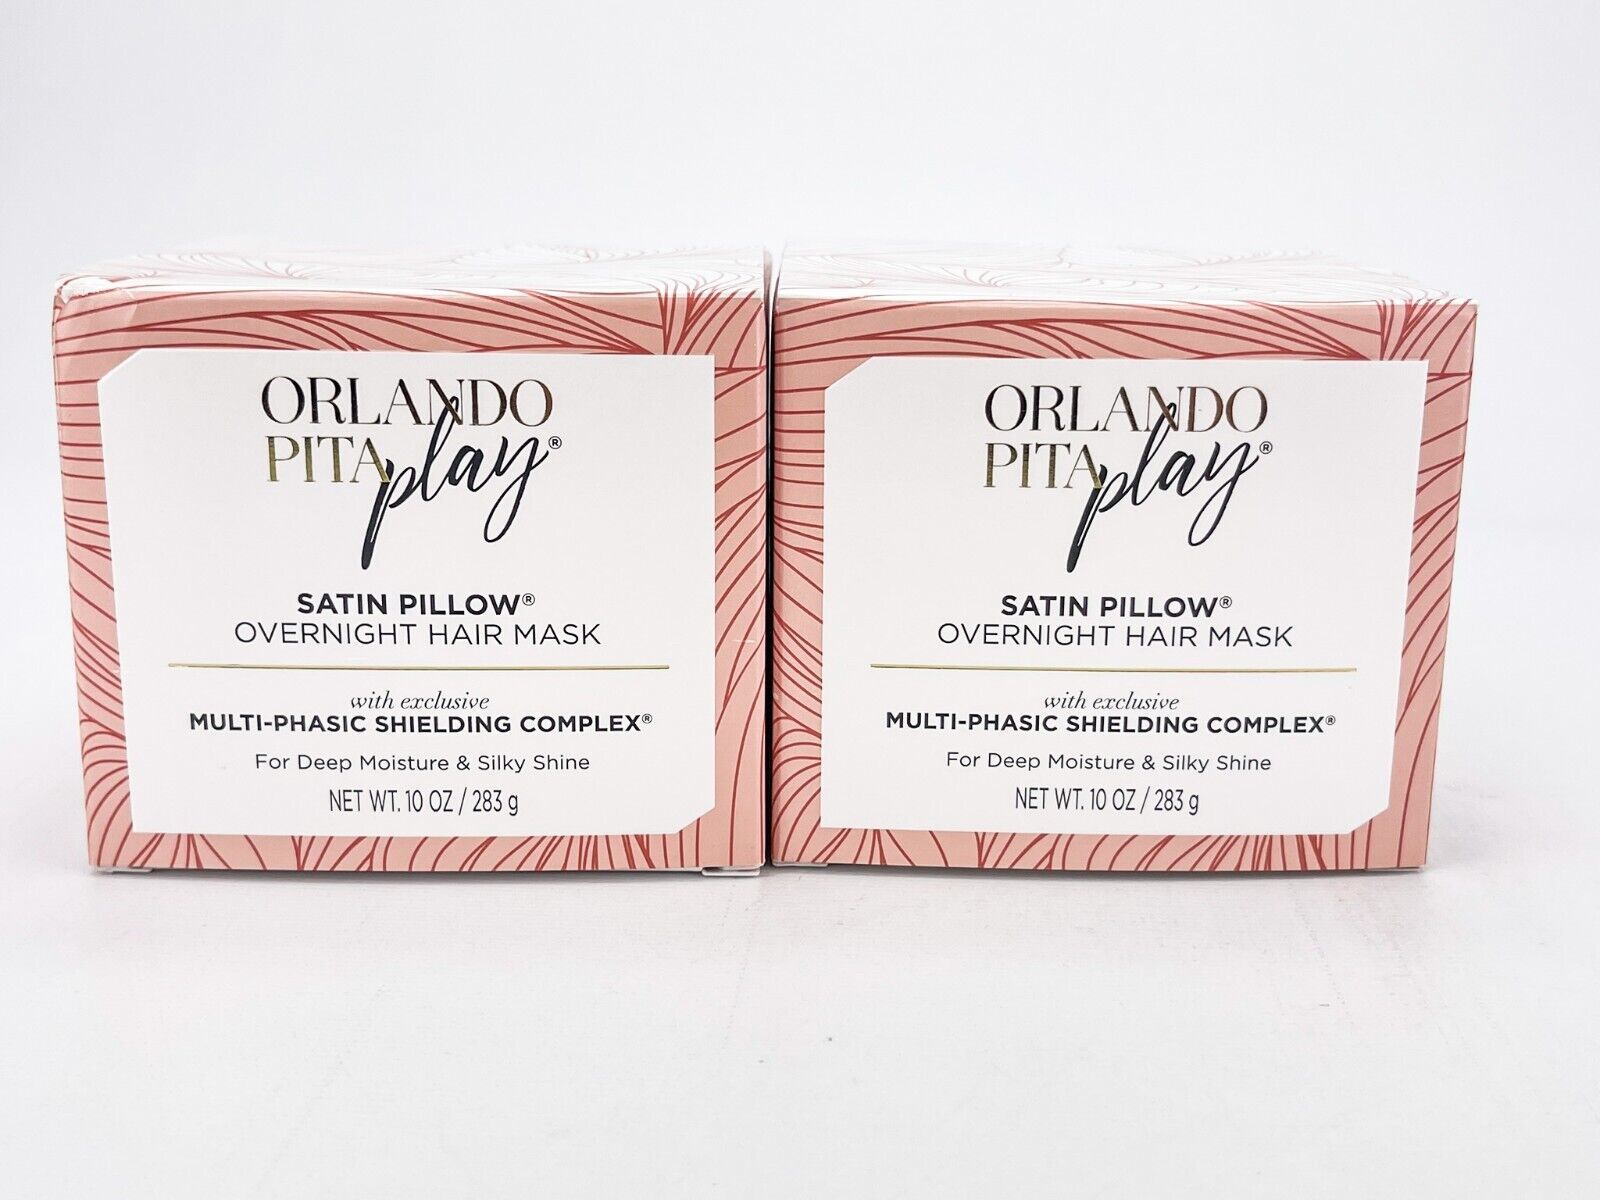 ORLANDO
PITA play®
SATIN PILLOW®
OVERNIGHT HAIR MASK
with exclusive
MULTI-PHASIC SHIELDING COMPLEX®
For Deep Moisture & Silky Shine
NET WT. 10 OZ / 283 g
ORLANDO
PITA play®
SATIN PILLOW®
OVERNIGHT HAIR MASK
with exclusive
MULTI-PHASIC SHIELDING COMPLEX®
For Deep Moisture & Silky Shine
NET WT. 10 OZ / 283 g